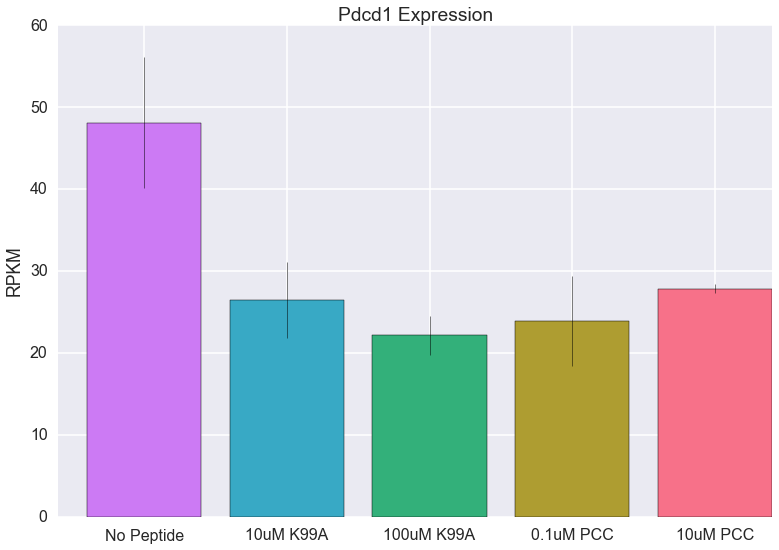 Pdcd1 Expression
60
50
40
30
20
10
0
RPKM
No Peptide
10uM K99A
100uM K99A
0.1uM PCC
10uM PCC